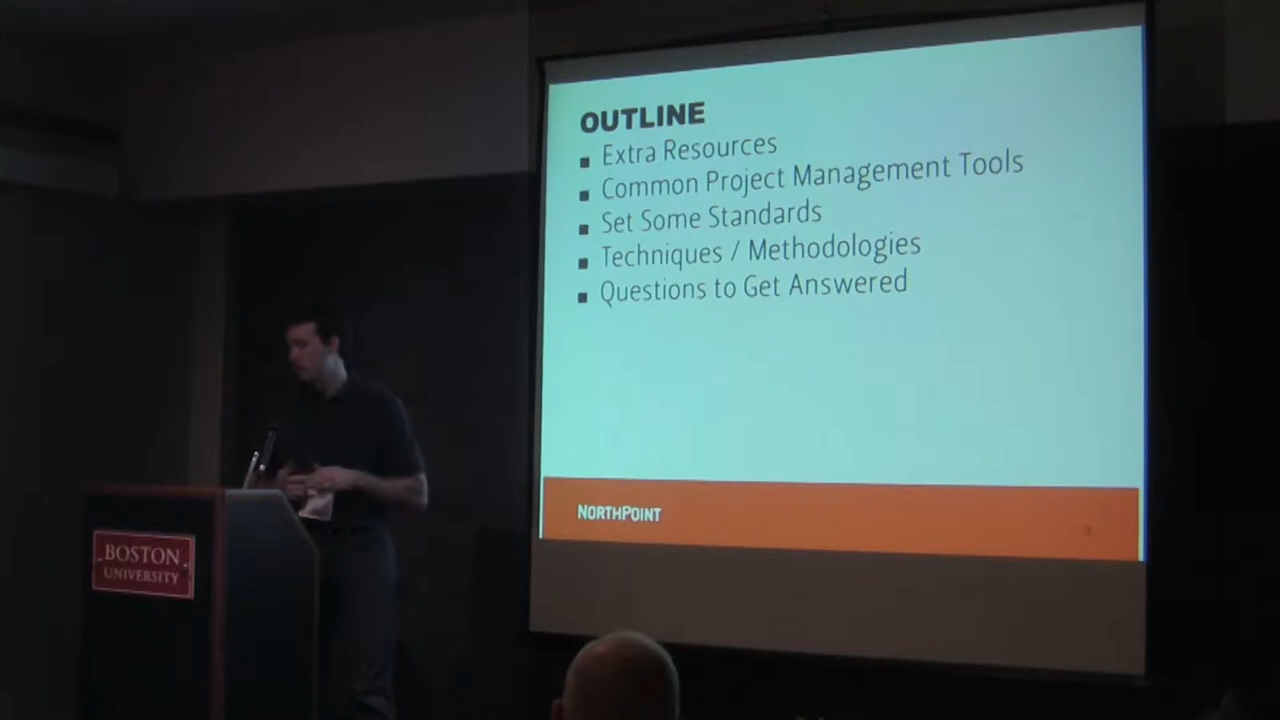 OUTLINE
Extra Resources
Common Project Management Tools
Set Some Standards
Techniques / Methodologies
Questions to Get Answered
NORTHPOINT
BOSTON
UNIVERSITY